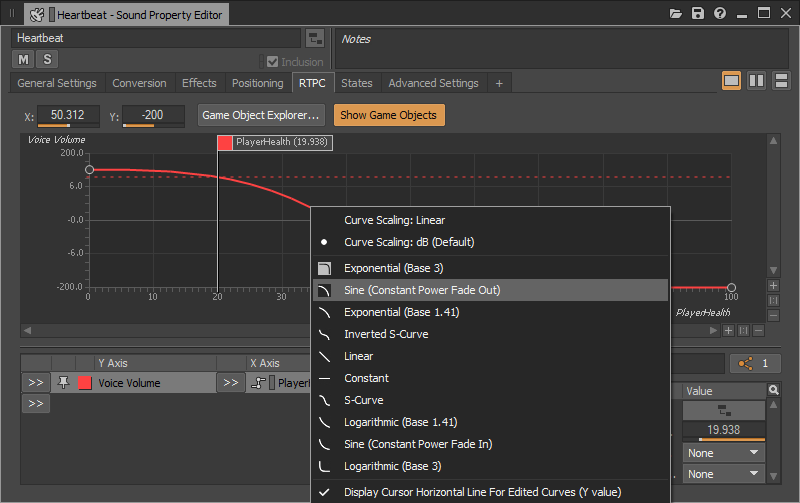 Heartbeat - Sound Property Editor
Heartbeat
Notes
M S
Inclusion
General Settings Conversion Effects Positioning RTPC States Advanced Settings +
X: 50.312 Y: -200 Game Object Explorer... Show Game Objects
Voice Volume
PlayerHealth (19.938)
200.0
6.0
-0.0
-6.0
-200.0
0 10 20 30 100
PlayerHealth
Curve Scaling: Linear
Curve Scaling: dB (Default)
Exponential (Base 3)
Sine (Constant Power Fade Out)
Exponential (Base 1.41)
Inverted S-Curve
Linear
Constant
S-Curve
Logarithmic (Base 1.41)
Sine (Constant Power Fade In)
Logarithmic (Base 3)
Display Cursor Horizontal Line For Edited Curves (Y value)
1:1
1:1
1
Y Axis X Axis Value
>> Voice Volume >>
>>
19.938
None
None